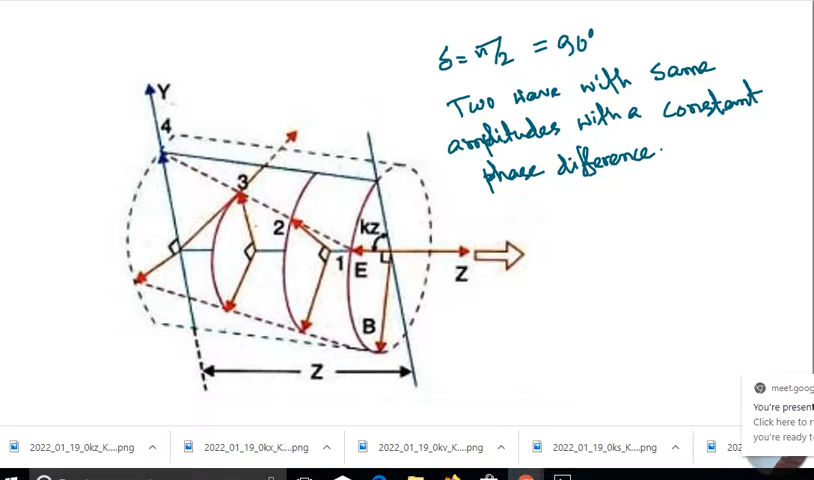 δ = π/2 = 90°
Two wave with same
amplitudes with a constant
phase difference.
Y
4
3
2
kz
1
E
Z
B
Z
meet.goog
You're present
Click here to r
you're ready to
2022_01_19_0kz_K....png
2022_01_19_0kx_K....png
2022_01_19_0kv_K....png
2022_01_19_0ks_K....png
202